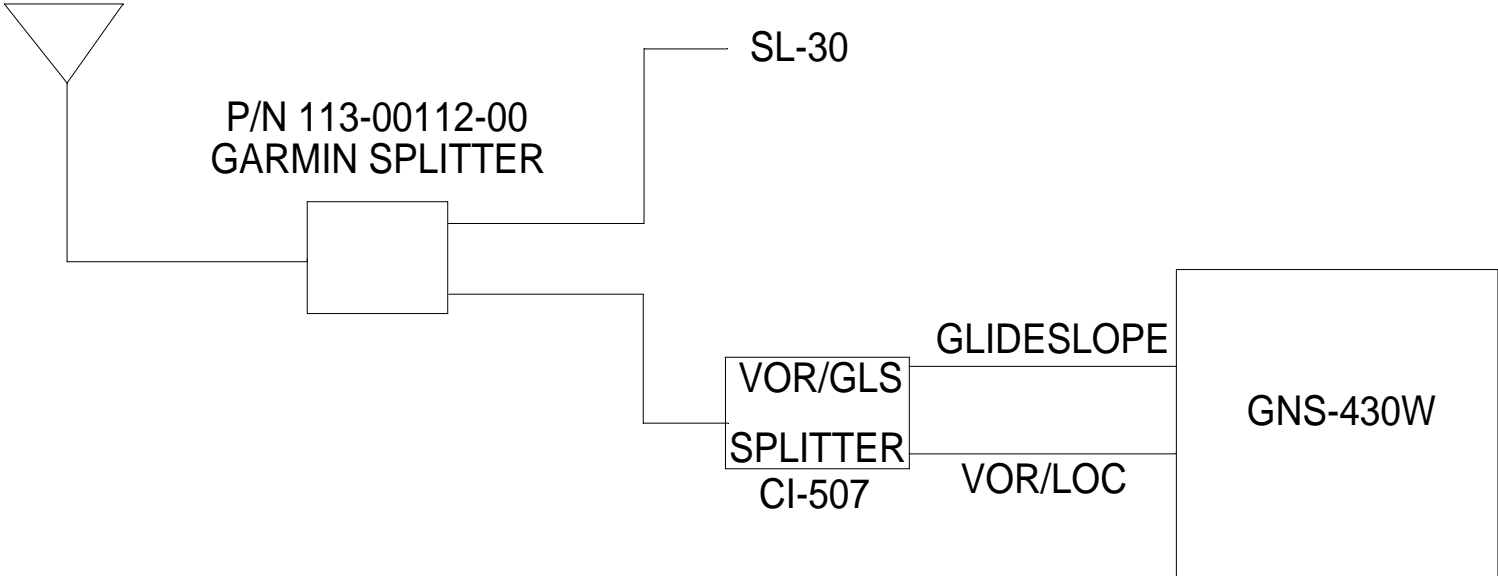 SL-30
P/N 113-00112-00
GARMIN SPLITTER
GLIDESLOPE
VOR/GLS
GNS-430W
SPLITTER
VOR/LOC
CI-507